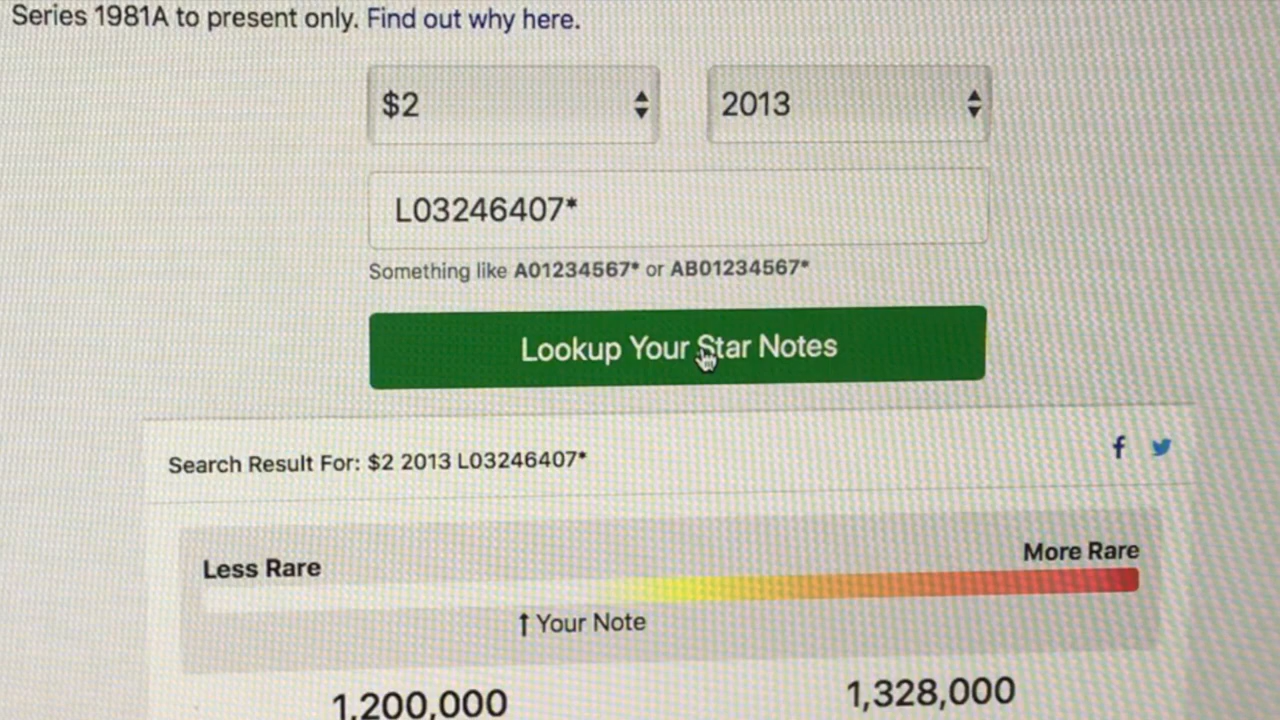 Series 1981A to present only. Find out why here.
$2 2013
L03246407*
Something like A01234567* or AB01234567*
Lookup Your Star Notes
Search Result For: $2 2013 L03246407*
Less Rare More Rare
↑ Your Note
1,200,000 1,328,000